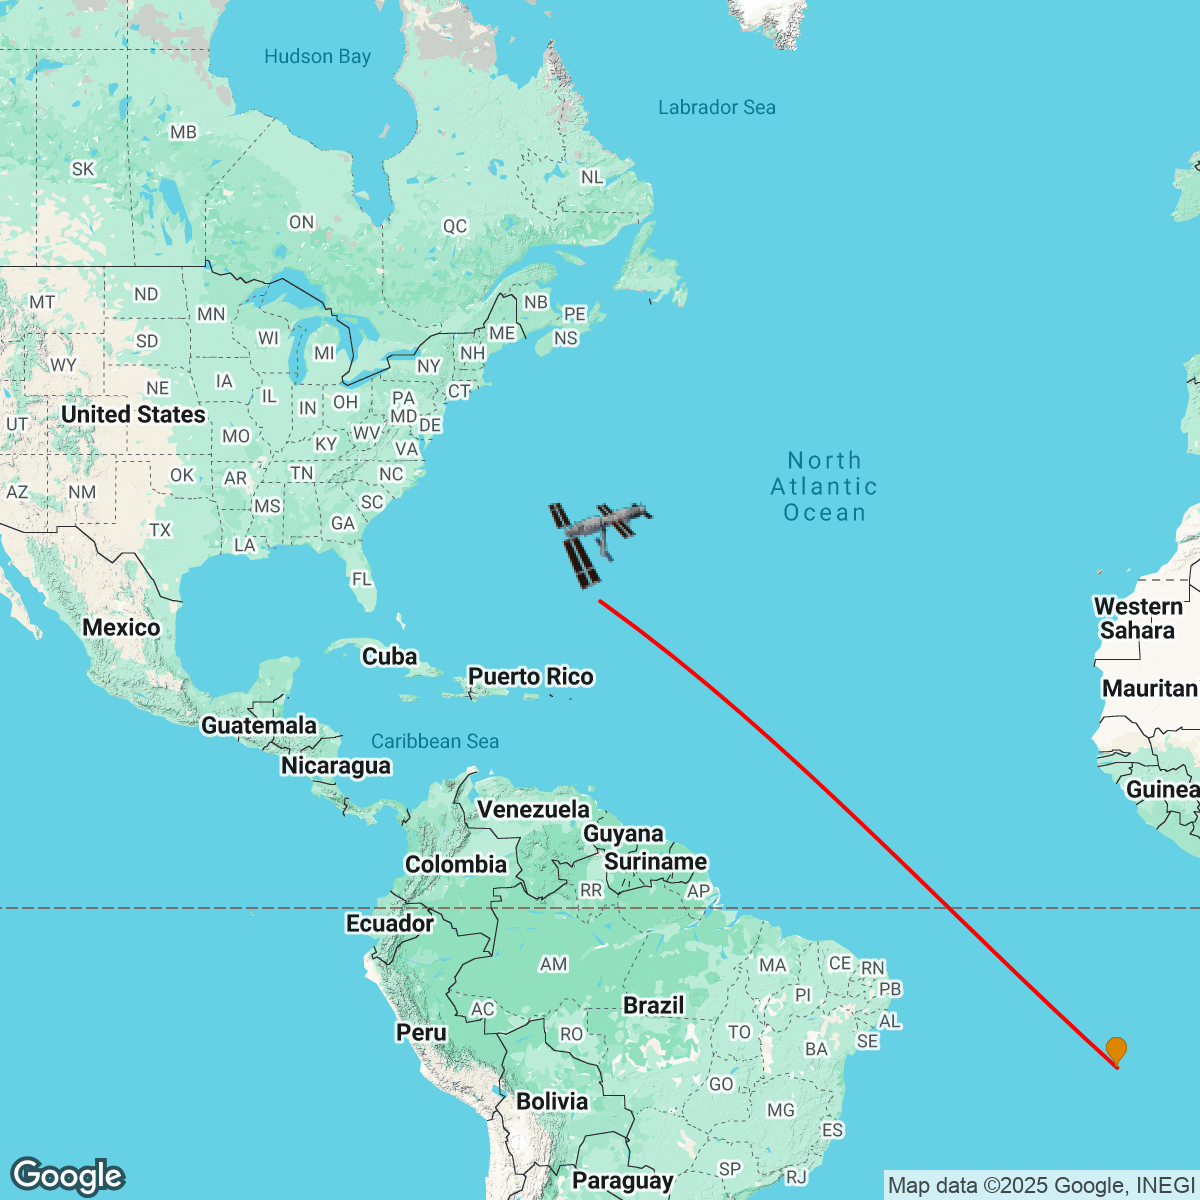 Hudson Bay
Labrador Sea
MB
SK
NL
ON
QC
MT
ND
MN
NB
PE
SD
WI
MI
ME
NS
WY
NH
NY
NE
IA
IL
IN
OH
PA
CT
United States
UT
MO
KY
WV
MD
DE
VA
North
Atlantic
Ocean
AZ
NM
OK
AR
TN
NC
MS
SC
TX
GA
LA
FL
Western
Sahara
Mexico
Cuba
Puerto Rico
Mauritan
Guatemala
Caribbean Sea
Nicaragua
Venezuela
Guinea
Guyana
Colombia
Suriname
RR
AP
Ecuador
AM
MA
CE
RN
PI
PB
AC
Brazil
AL
Peru
RO
TO
BA
SE
GO
Bolivia
MG
ES
Paraguay
SP
RJ
Google
Map data ©2025 Google, INEGI